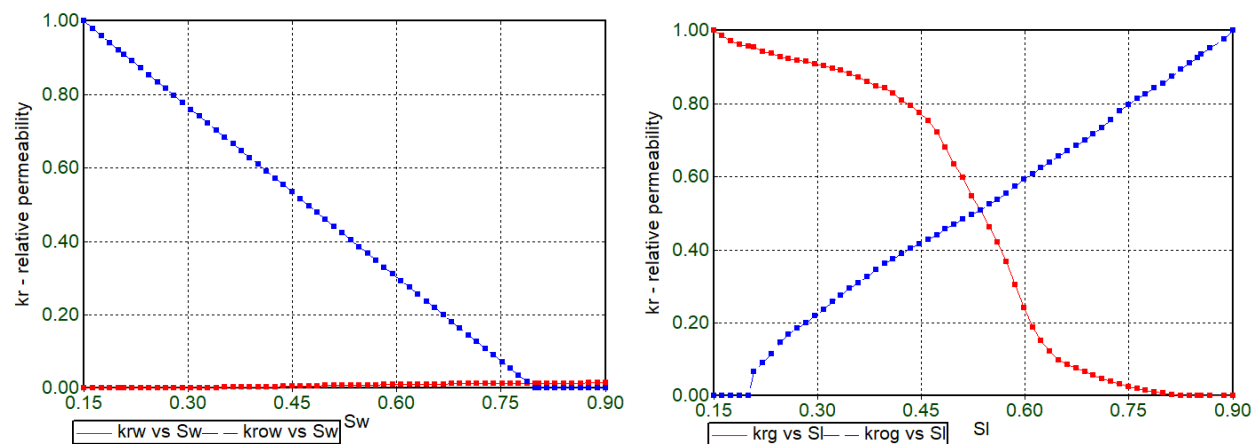 1.00
0.80
0.60
0.40
0.20
0.00
kr - relative permeability
0.15 0.30 0.45 0.60 0.75 0.90
Sw
krw vs Sw krow vs Sw
1.00
0.80
0.60
0.40
0.20
0.00
kr - relative permeability
0.15 0.30 0.45 0.60 0.75 0.90
Sl
krg vs Sl krog vs Sl